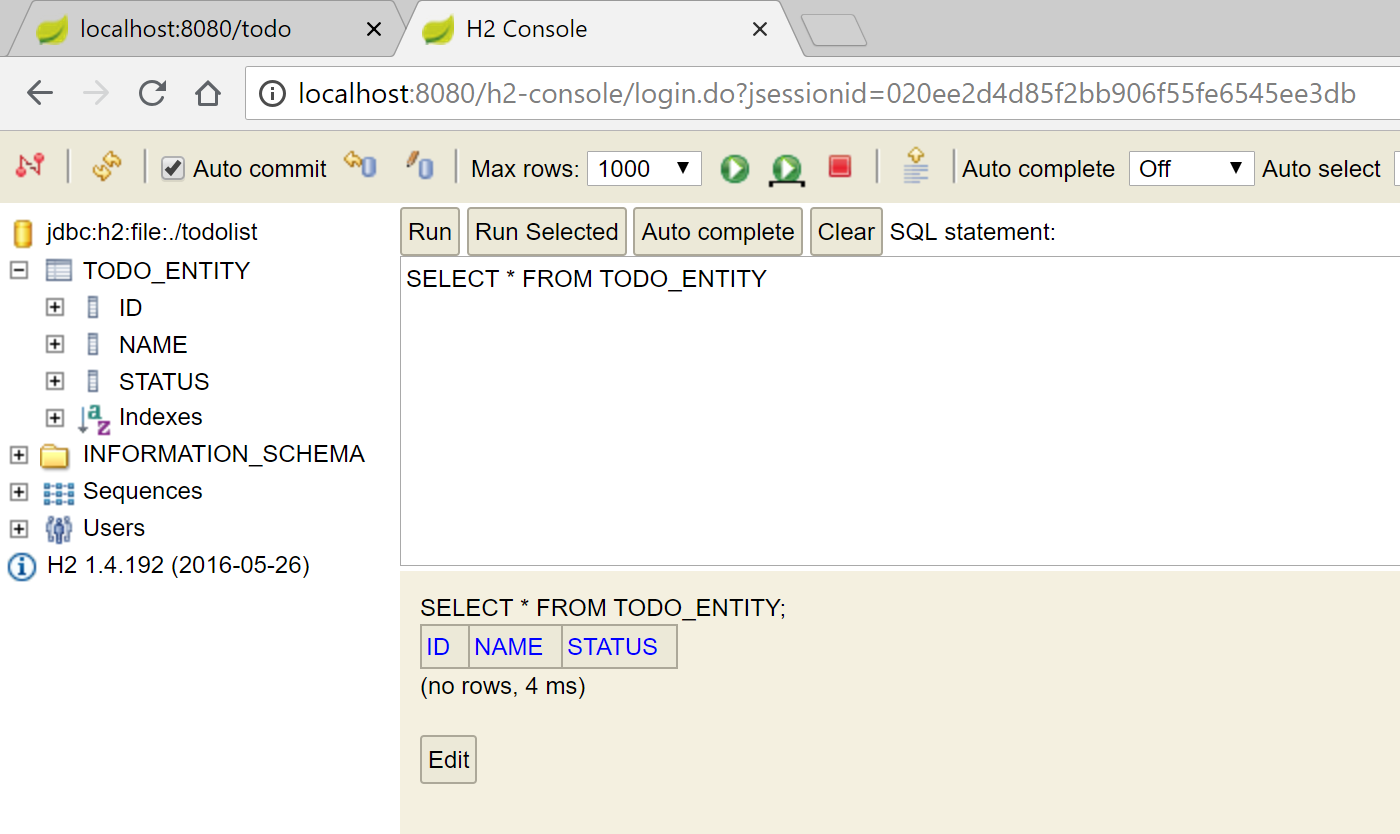 localhost:8080/todo
H2 Console
localhost:8080/h2-console/login.do?jsessionid=020ee2d4d85f2bb906f55fe6545ee3db
Auto commit Max rows: 1000 Auto complete Off Auto select
jdbc:h2:file:./todolist
TODO_ENTITY
ID
NAME
STATUS
Indexes
INFORMATION_SCHEMA
Sequences
Users
H2 1.4.192 (2016-05-26)
Run Run Selected Auto complete Clear SQL statement:
SELECT * FROM TODO_ENTITY
SELECT * FROM TODO_ENTITY;
ID NAME STATUS
(no rows, 4 ms)
Edit